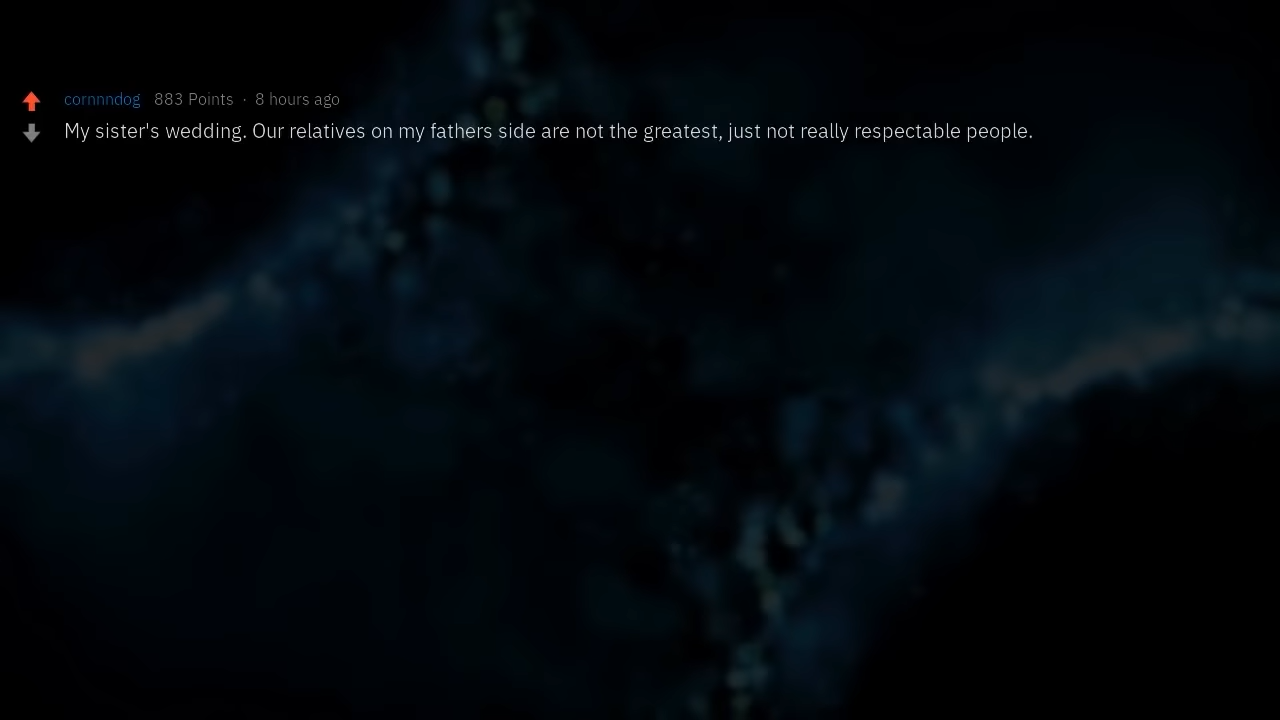 cornnndog 883 Points · 8 hours ago
My sister's wedding. Our relatives on my fathers side are not the greatest, just not really respectable people.